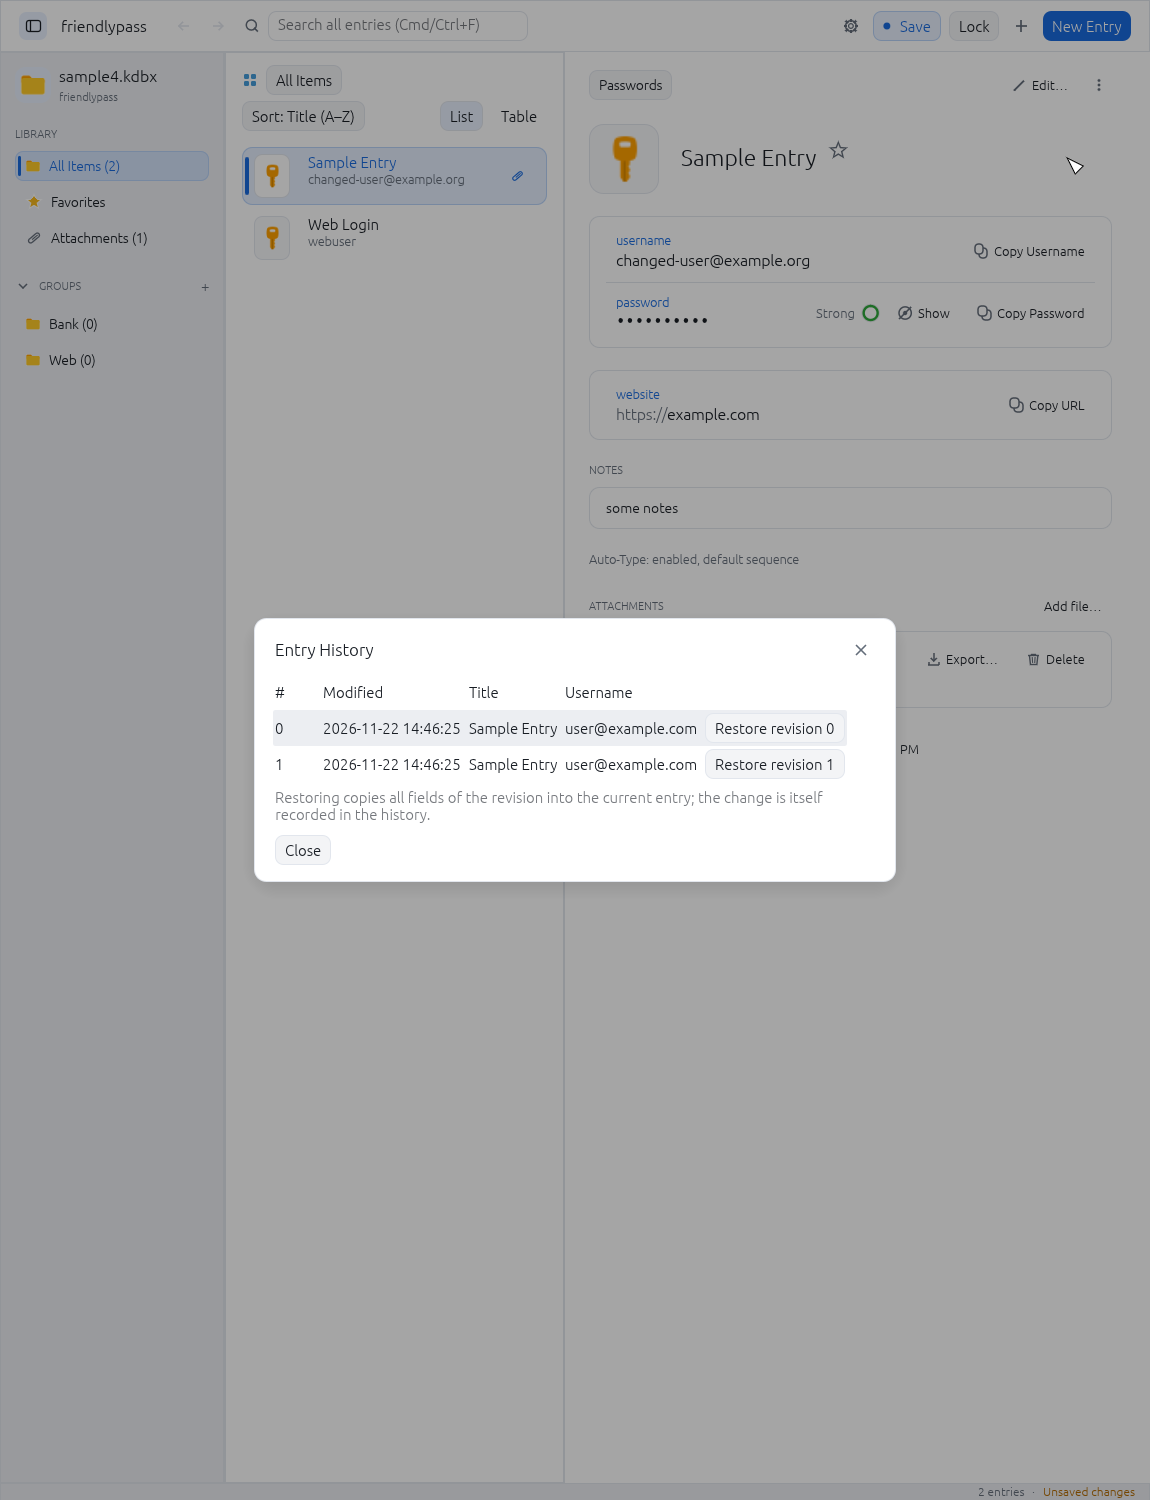 friendlypass
Search all entries (Cmd/Ctrl+F)
Save
Lock
New Entry
sample4.kdbx
friendlypass
LIBRARY
All Items (2)
Favorites
Attachments (1)
GROUPS
+
Bank (0)
Web (0)
All Items
Sort: Title (A–Z)
List
Table
Sample Entry
changed-user@example.org
Web Login
webuser
Passwords
Edit…
Sample Entry
username
changed-user@example.org
Copy Username
password
••••••••••
Strong
Show
Copy Password
website
https://example.com
Copy URL
NOTES
some notes
Auto-Type: enabled, default sequence
ATTACHMENTS
Add file…
Export…
Delete
PM
Entry History
# Modified Title Username
0 2026-11-22 14:46:25 Sample Entry user@example.com Restore revision 0
1 2026-11-22 14:46:25 Sample Entry user@example.com Restore revision 1
Restoring copies all fields of the revision into the current entry; the change is itself
recorded in the history.
Close
2 entries · Unsaved changes